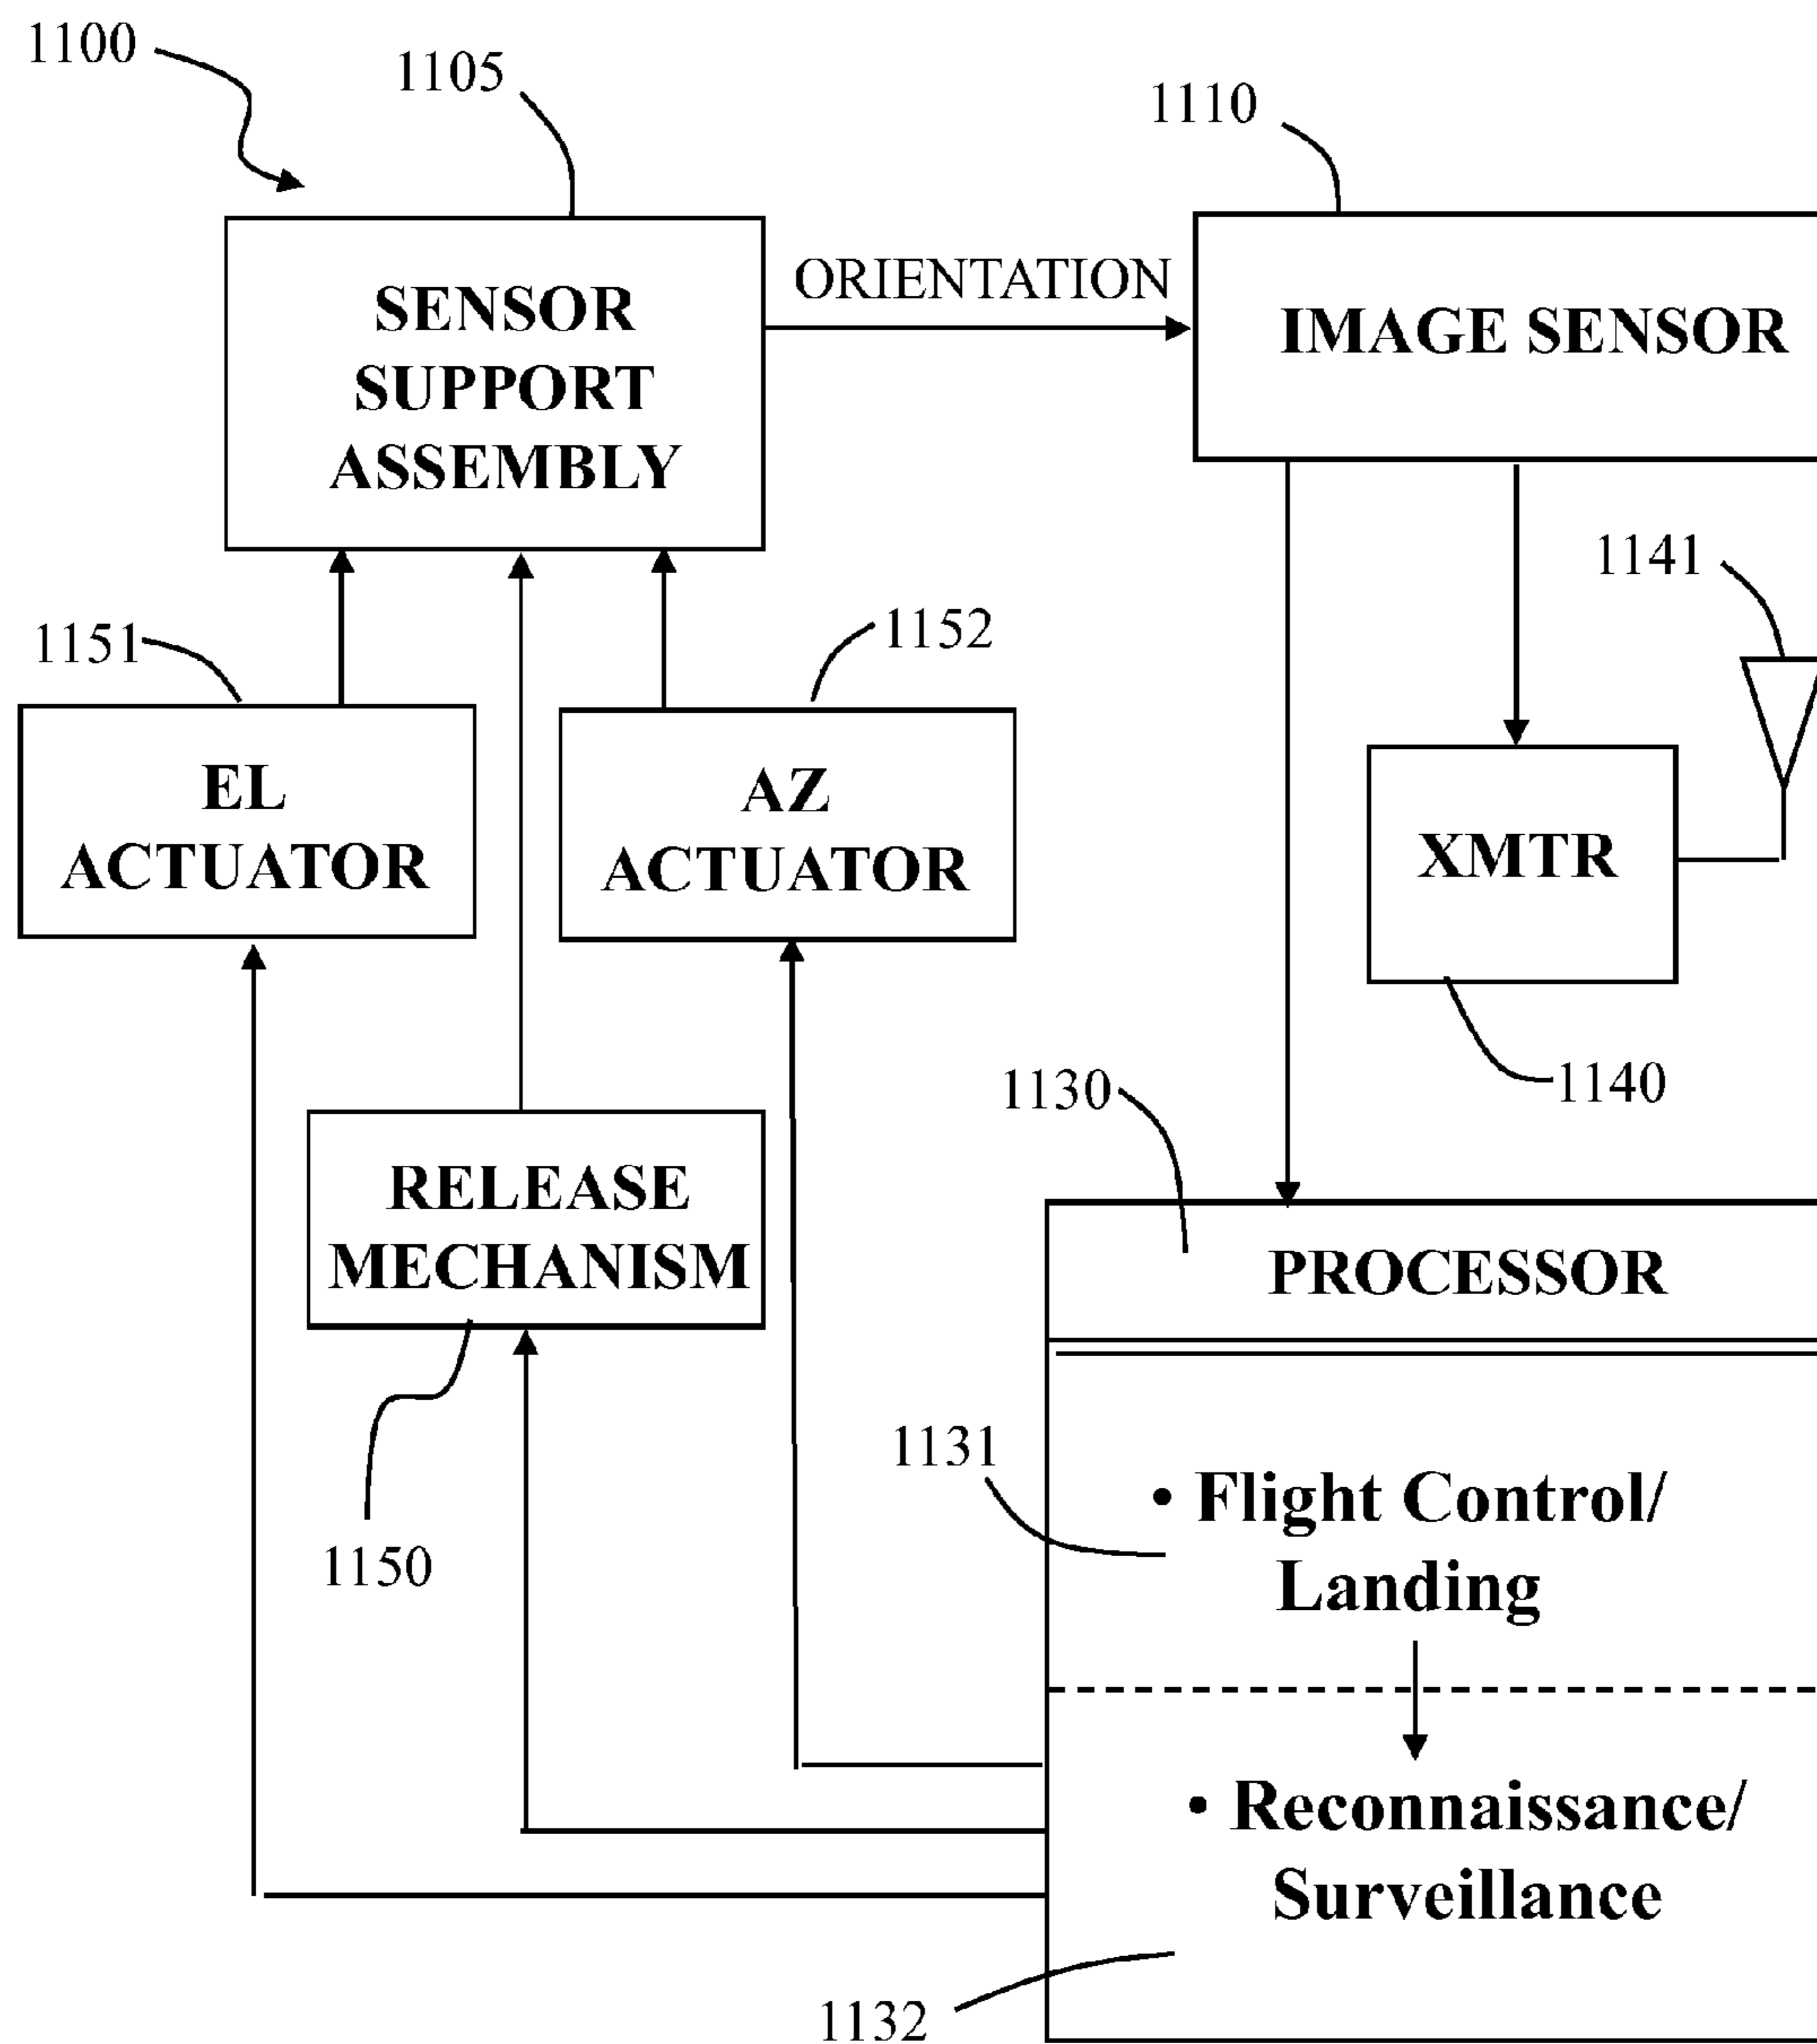 1100
1105
1110
SENSOR
SUPPORT
ASSEMBLY
ORIENTATION
IMAGE SENSOR
1141
1151
1152
EL
ACTUATOR
AZ
ACTUATOR
XMTR
1140
1130
RELEASE
MECHANISM
PROCESSOR
1131
• Flight Control/
Landing
1150
• Reconnaissance/
Surveillance
1132